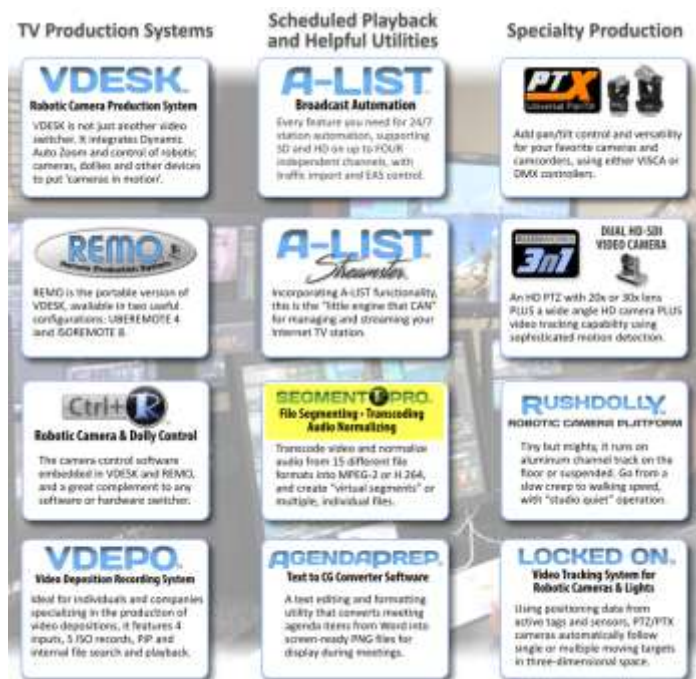 TV Production Systems
VDESK
Robotic Camera Production System
VDESK is not just another video
switcher. It integrates Dynamic
Auto Zoom and control of robotic
cameras, dollies and other devices
to put 'cameras in motion'.
REMO
Remote Production System
REMO is the portable version of
VDESK, available in two useful
configurations: UBEREMOTE 4
and ISOREMOTE 8.
Ctrl+R
Robotic Camera & Dolly Control
The camera control software
embedded in VDESK and REMO,
and a great complement to any
software or hardware switcher.
VDEPO
Video Deposition Recording System
Ideal for individuals and companies
specializing in the production of
video depositions, it features 4
inputs, 5 ISO records, PiP and
internal file search and playback.
Scheduled Playback
and Helpful Utilities
A-LIST
Broadcast Automation
Every feature you need for 24/7
station automation, supporting
SD and HD on up to FOUR
independent channels, with
traffic import and EAS control.
A-LIST
Streamster
Incorporating A-LIST functionality,
this is the "little engine that CAN"
for managing and streaming your
Internet TV station.
SEGMENT PRO
File Segmenting • Transcoding
Audio Normalizing
Transcode video and normalize
audio from 15 different file
formats into MPEG-2 or H.264,
and create "virtual segments" or
multiple, individual files.
AGENDAPREP
Text to CG Converter Software
A text editing and formatting
utility that converts meeting
agenda items from Word into
screen-ready PNG files for
display during meetings.
Specialty Production
PTX
Universal Pan/Tilt
Add pan/tilt control and versatility
for your favorite cameras and
camcorders, using either VISCA or
DMX controllers.
3n1
DUAL HD-SDI
VIDEO CAMERA
An HD PTZ with 20x or 30x lens
PLUS a wide angle HD camera PLUS
video tracking capability using
sophisticated motion detection.
RUSHDOLLY
ROBOTIC CAMERA PLATFORM
Tiny but mighty, it runs on
aluminum channel track on the
floor or suspended. Go from a
slow creep to walking speed,
with "studio quiet" operation.
LOCKED ON
Video Tracking System for
Robotic Cameras & Lights
Using positioning data from
active tags and sensors, PTZ/PTX
cameras automatically follow
single or multiple moving targets
in three-dimensional space.